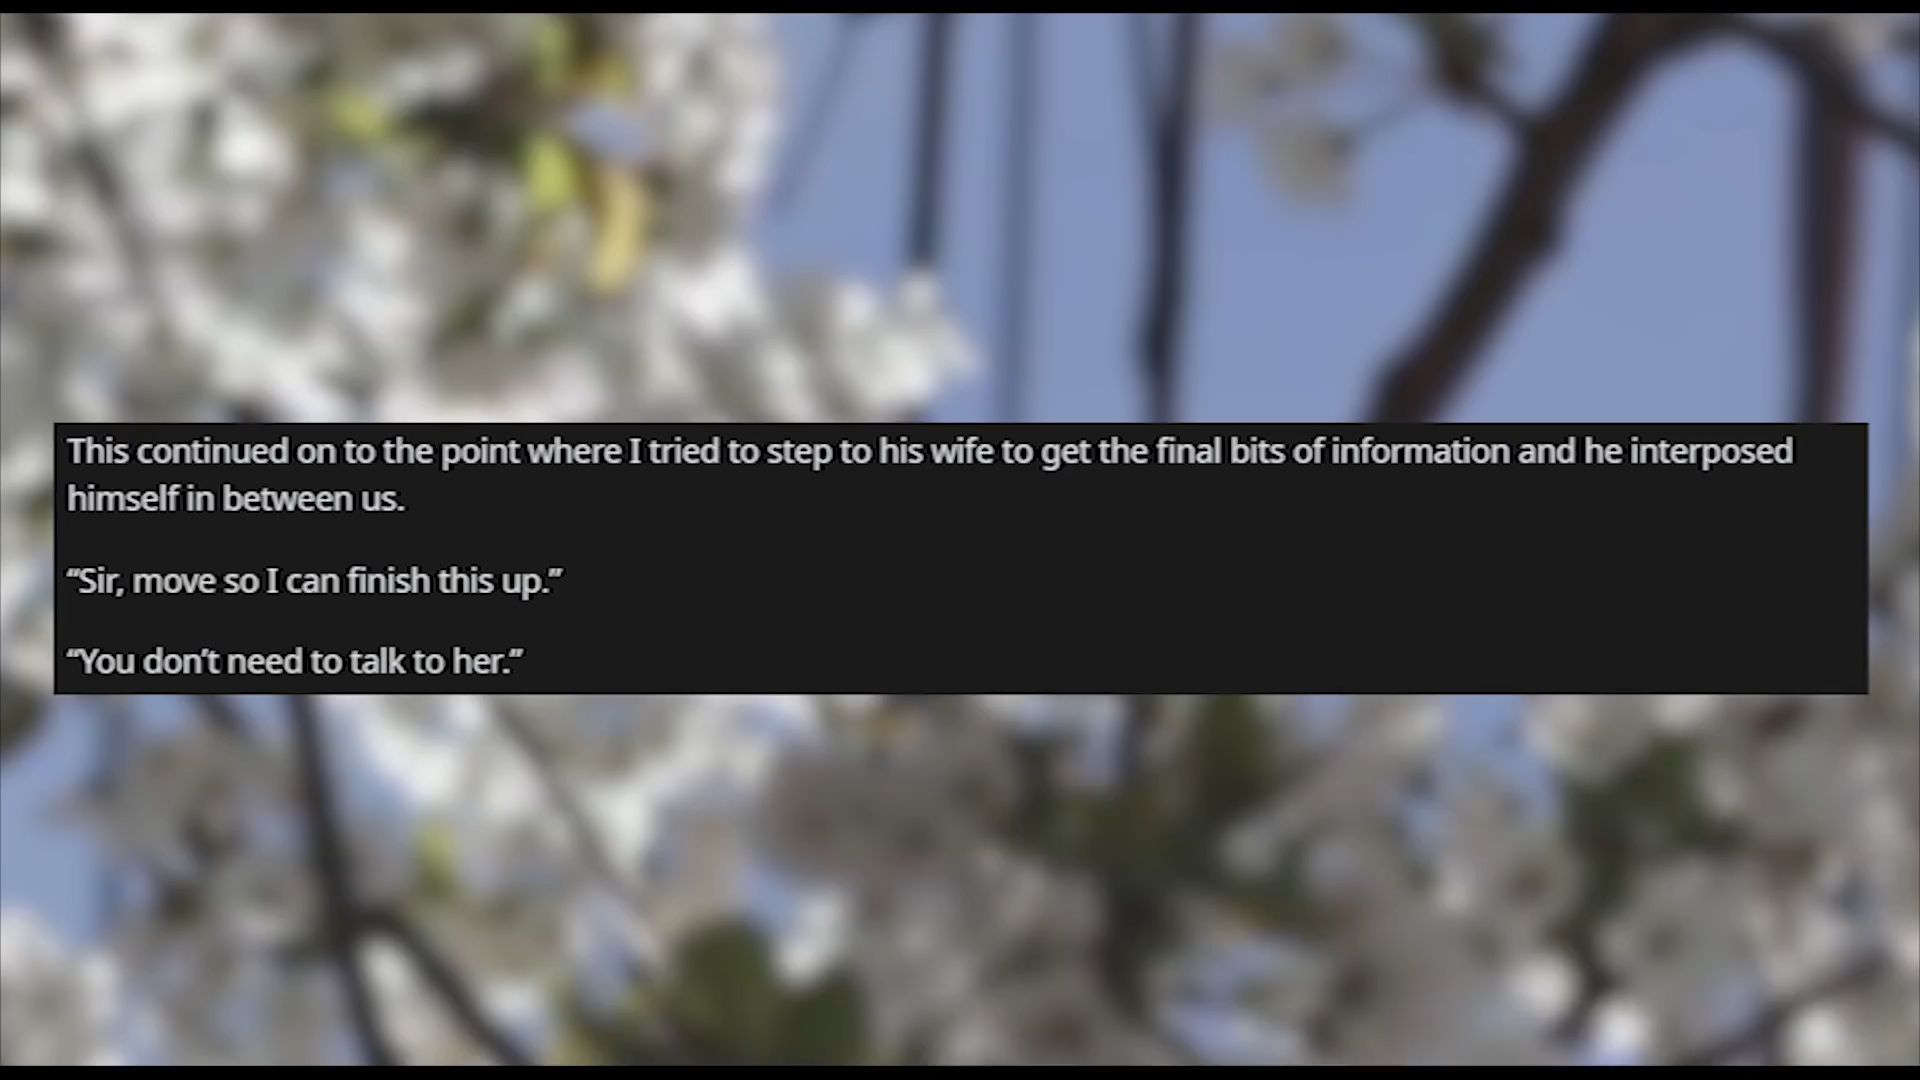 This continued on to the point where I tried to step to his wife to get the final bits of information and he interposed
himself in between us.
“Sir, move so I can finish this up.”
“You don’t need to talk to her.”